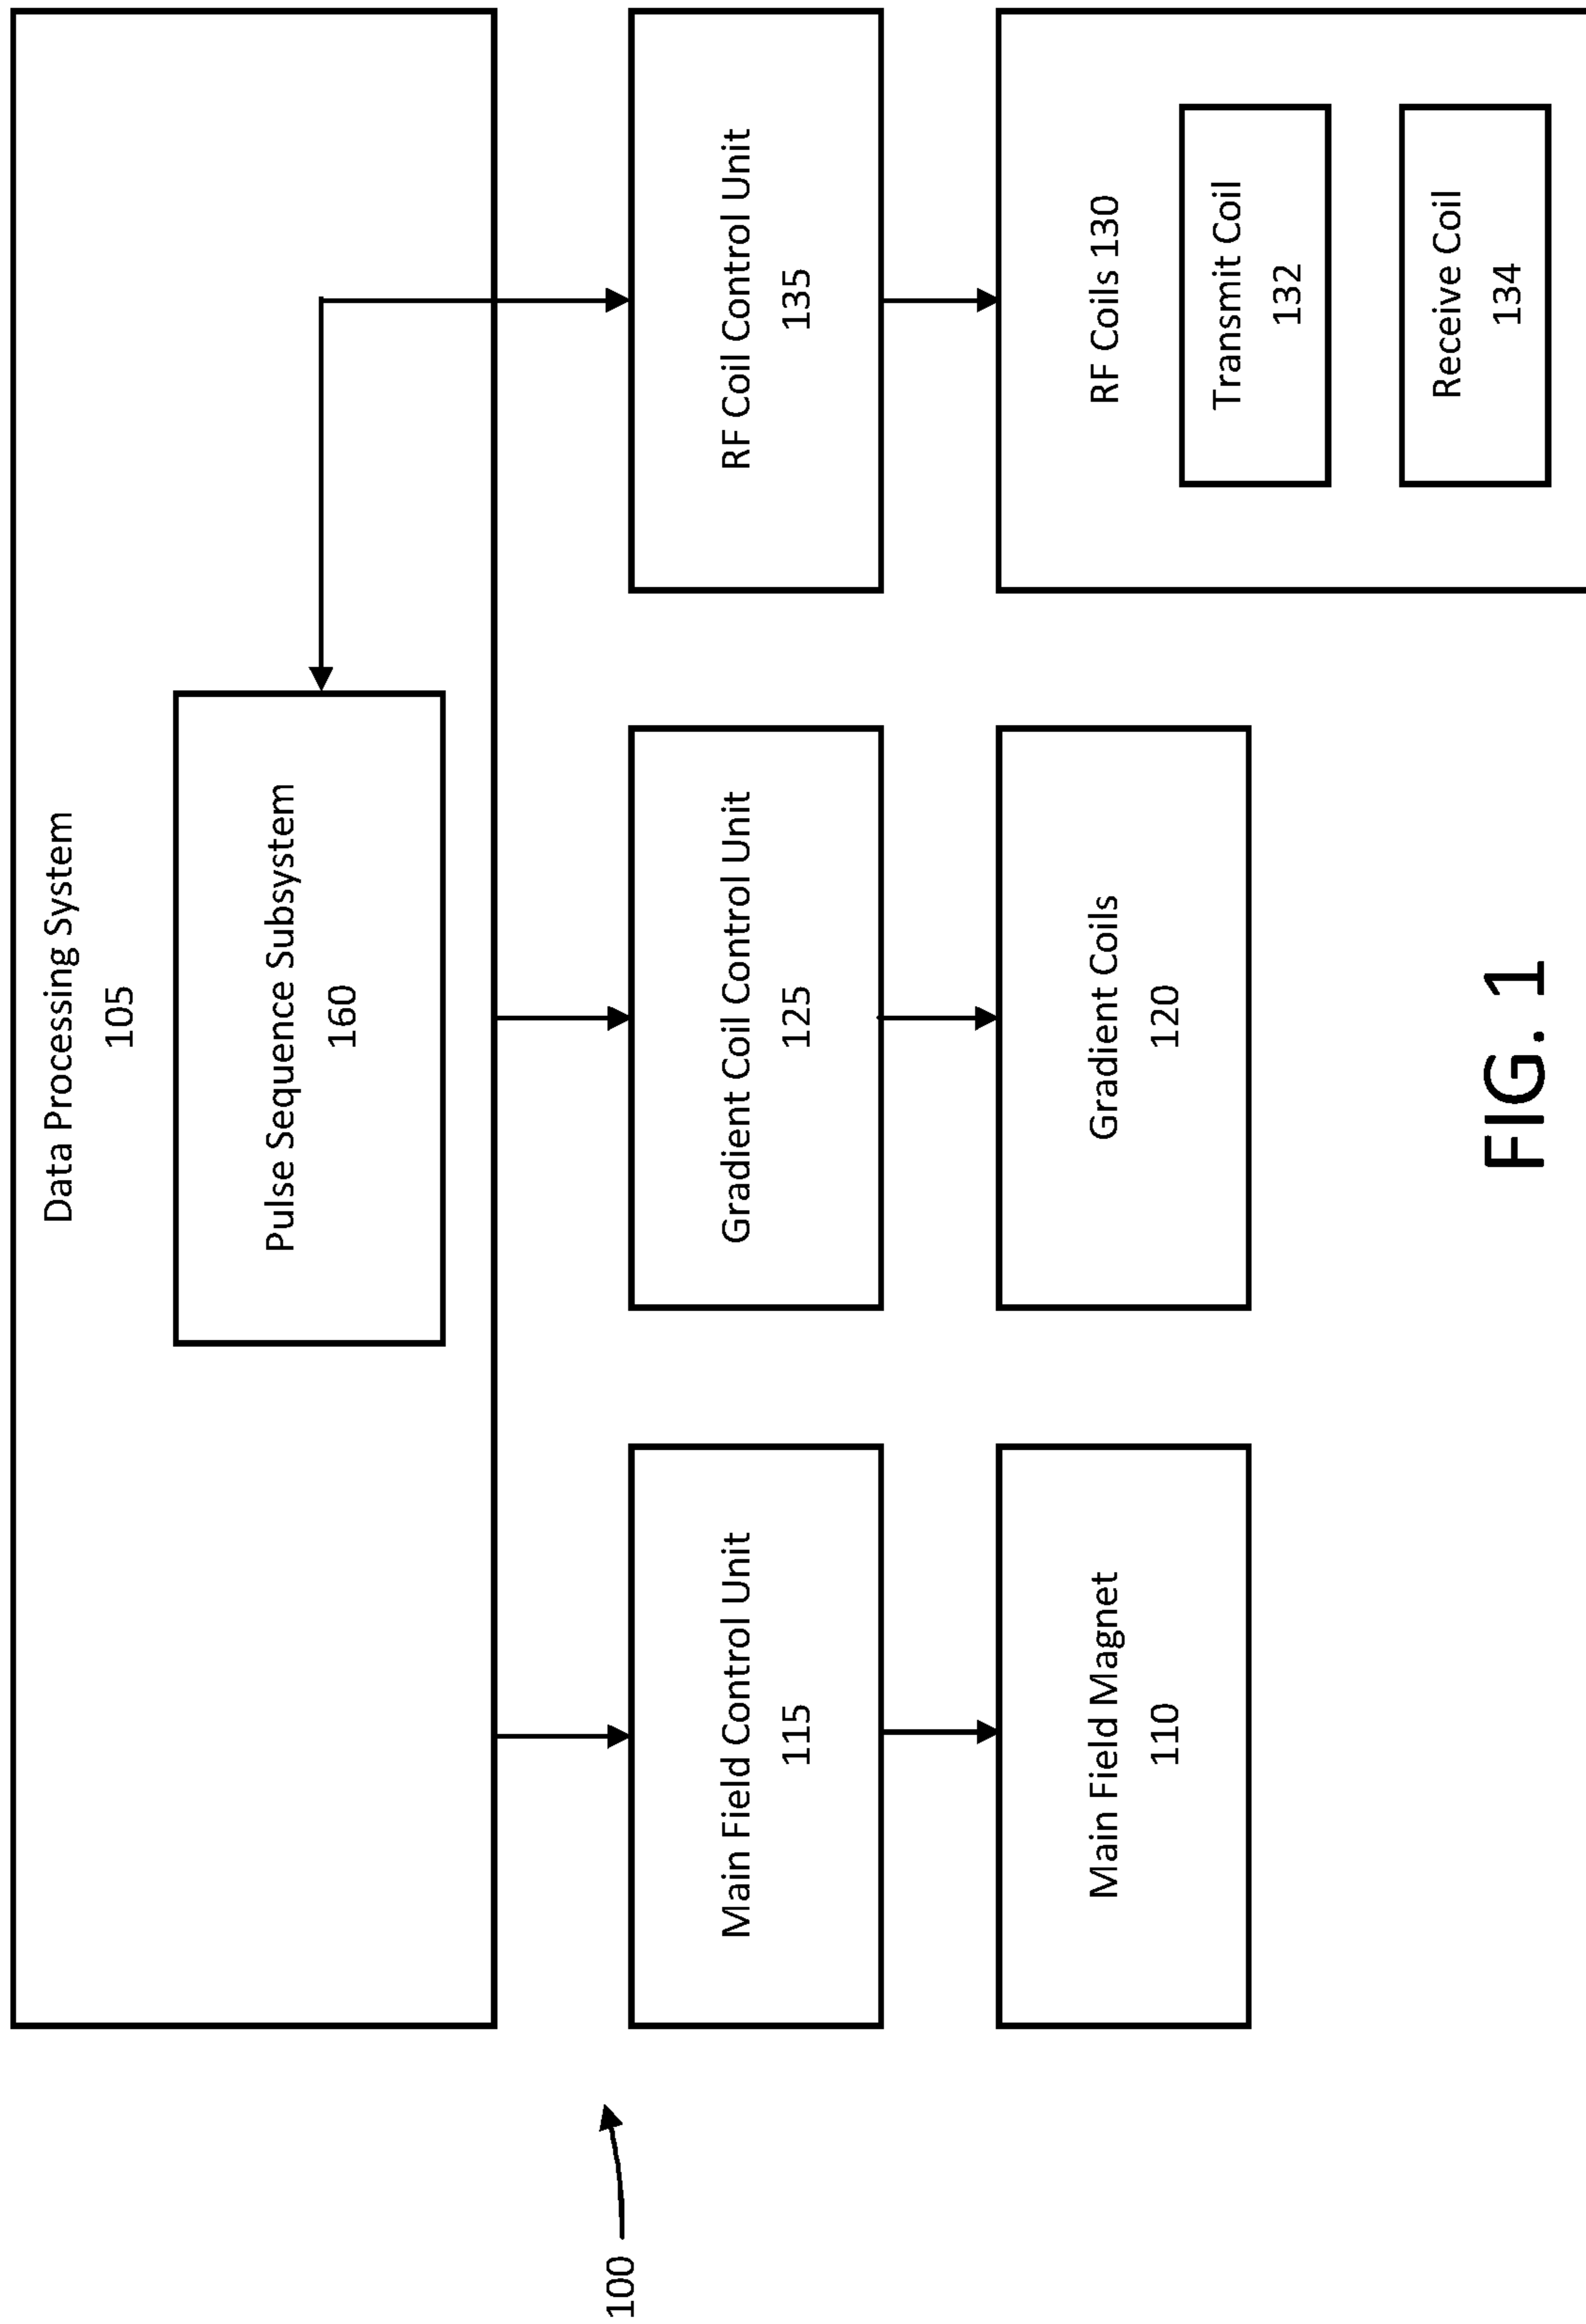 Data Processing System
105
Pulse Sequence Subsystem
160
100
Main Field Control Unit
115
Gradient Coil Control Unit
125
RF Coil Control Unit
135
Main Field Magnet
110
Gradient Coils
120
RF Coils 130
Transmit Coil
132
Receive Coil
134
FIG. 1